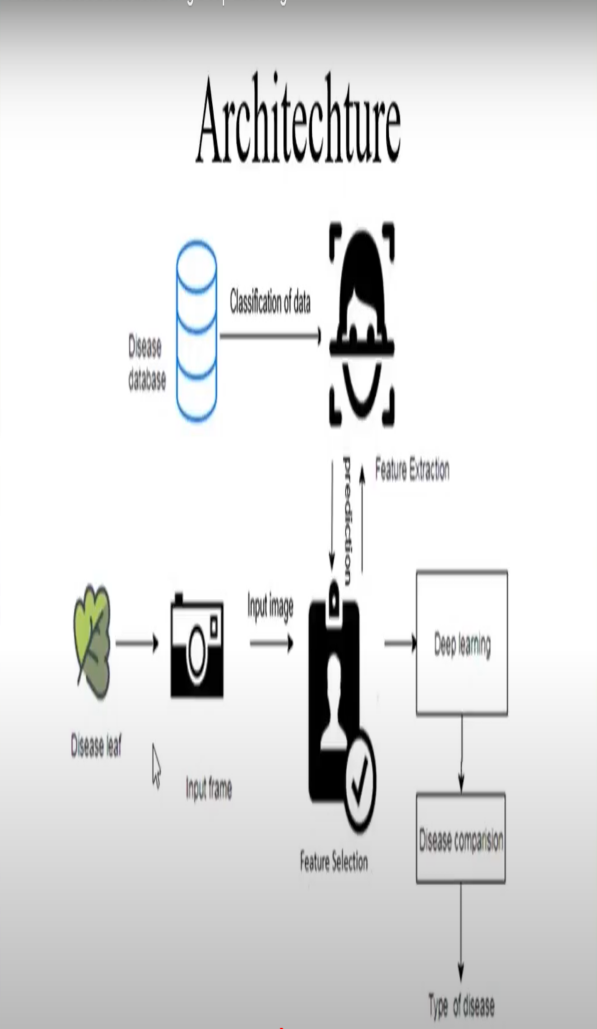 Architechture
Classification of data
Disease
database
prediction
Feature Extraction
Input image
Deep learning
Disease leaf
Input frame
Disease comparision
Feature Selection
Type of disease